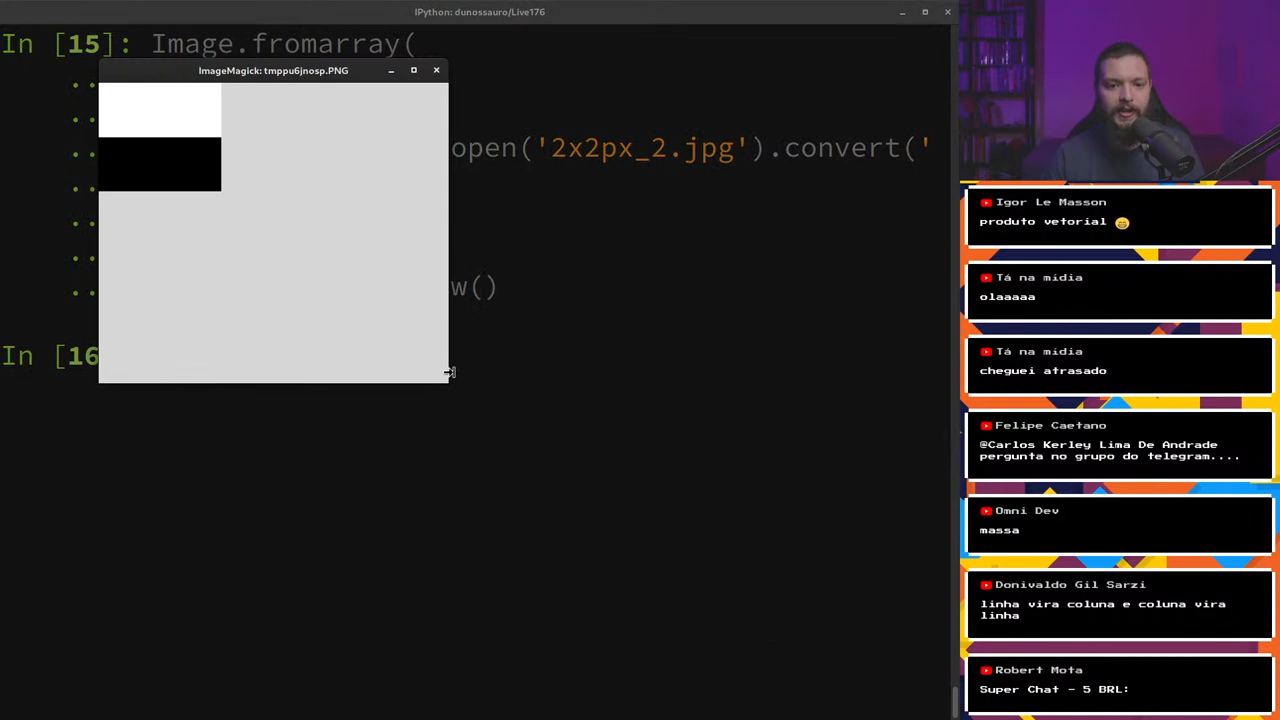 IPython: dunossauro/Live176
In [15]: Image.fromarray(
ImageMagick: tmppu6jnosp.PNG
open('2x2px_2.jpg').convert('
w()
In [16
Igor Le Masson
produto vetorial 😁
Tá na mídia
olaaaaa
Tá na mídia
cheguei atrasado
Felipe Caetano
@Carlos Kerley Lima De Andrade
pergunta no grupo do telegram....
Omni Dev
massa
Donivaldo Gil Sarzi
linha vira coluna e coluna vira
linha
Robert Mota
Super Chat - 5 BRL: